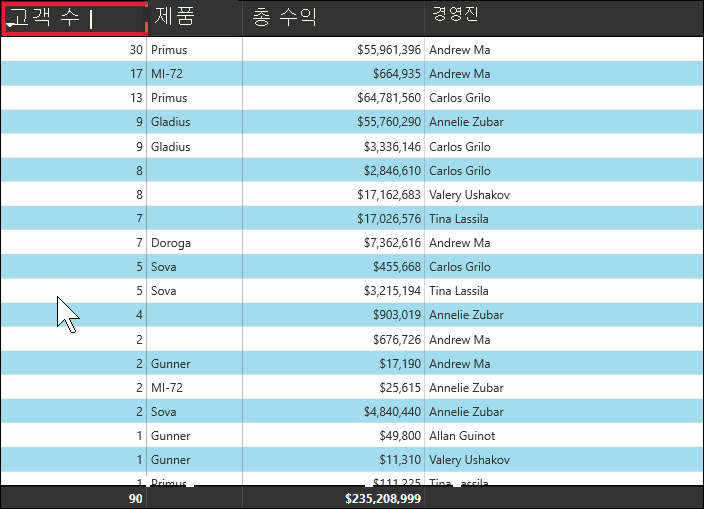 고객 수 제품 총 수익 경영진
30 Primus $55,961,396 Andrew Ma
17 MI-72 $664,935 Andrew Ma
13 Primus $64,781,560 Carlos Grilo
9 Gladius $55,760,290 Annelie Zubar
9 Gladius $3,336,146 Carlos Grilo
8 $2,846,610 Carlos Grilo
8 $17,162,683 Valery Ushakov
7 $17,026,576 Tina Lassila
7 Doroga $7,362,616 Andrew Ma
5 Sova $455,668 Carlos Grilo
5 Sova $3,215,194 Tina Lassila
4 $903,019 Annelie Zubar
2 $676,726 Andrew Ma
2 Gunner $17,190 Andrew Ma
2 MI-72 $25,615 Annelie Zubar
2 Sova $4,840,440 Annelie Zubar
1 Gunner $49,800 Allan Guinot
1 Gunner $11,310 Valery Ushakov
1 Primus $111,225 Tina Lassila
90 $235,208,999